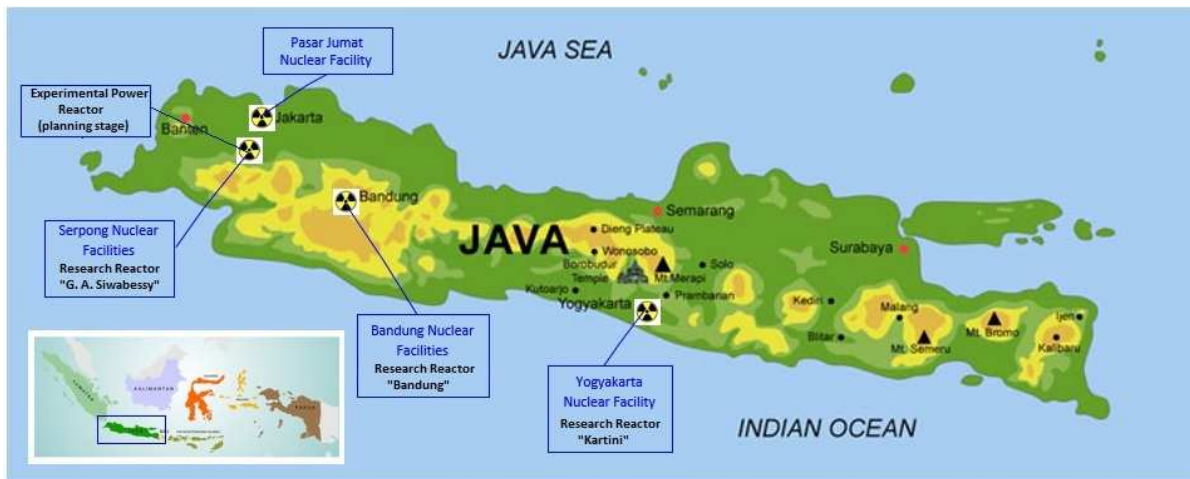 Pasar Jumat
Nuclear Facility
JAVA SEA
Experimental Power
Reactor
(planning stage)
Banten
Jakarta
Bandung
Serpong Nuclear
Facilities
Research Reactor
"G. A. Siwabessy"
JAVA
Semarang
Dieng Plateau
Wonosobo
Borobudur
Temple
Mt.Merapi
Solo
Kutoarjo
Yogyakarta
Prambanan
Surabaya
Kediri
Malang
Blitar
Mt. Semeru
Mt. Bromo
Ijen
Kalibaru
Bandung Nuclear
Facilities
Research Reactor
"Bandung"
Yogyakarta
Nuclear Facility
Research Reactor
"Kartini"
INDIAN OCEAN
KALIMANTAN